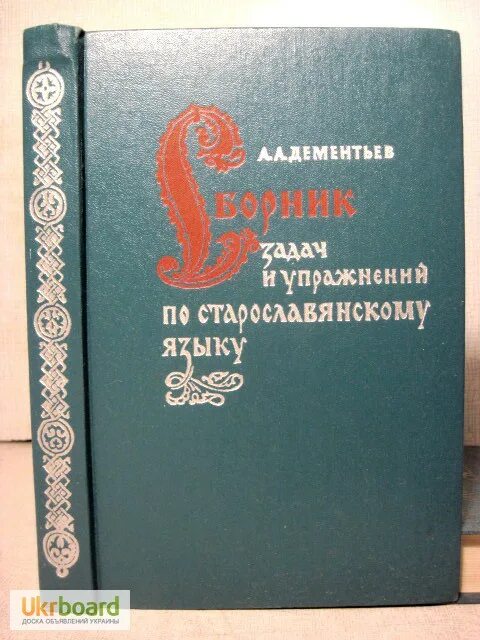 А.А.ДЕМЕНТЬЕВ
СБОРНИК
ЗАДАЧ
И УПРАЖНЕНИЙ
ПО СТАРОСЛАВЯНСКОМУ
ЯЗЫКУ
Ukrboard
ДОСКА ОБЪЯВЛЕНИЙ УКРАИНЫ